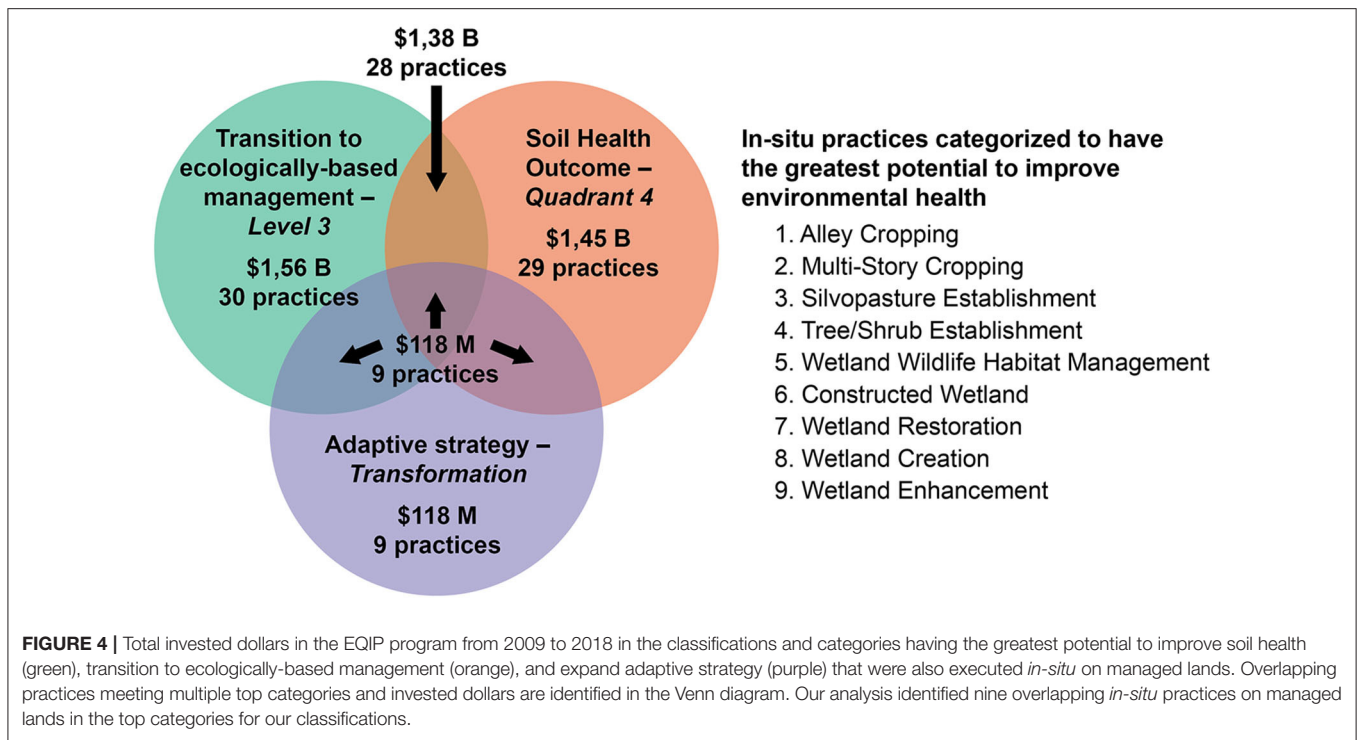 $1,38 B
28 practices
Transition to
ecologically-based
management –
Level 3
$1,56 B
30 practices
Soil Health
Outcome –
Quadrant 4
$1,45 B
29 practices
$118 M
9 practices
Adaptive strategy –
Transformation
$118 M
9 practices
In-situ practices categorized to have
the greatest potential to improve
environmental health
1. Alley Cropping
2. Multi-Story Cropping
3. Silvopasture Establishment
4. Tree/Shrub Establishment
5. Wetland Wildlife Habitat Management
6. Constructed Wetland
7. Wetland Restoration
8. Wetland Creation
9. Wetland Enhancement
FIGURE 4 | Total invested dollars in the EQIP program from 2009 to 2018 in the classifications and categories having the greatest potential to improve soil health
(green), transition to ecologically-based management (orange), and expand adaptive strategy (purple) that were also executed in-situ on managed lands. Overlapping
practices meeting multiple top categories and invested dollars are identified in the Venn diagram. Our analysis identified nine overlapping in-situ practices on managed
lands in the top categories for our classifications.